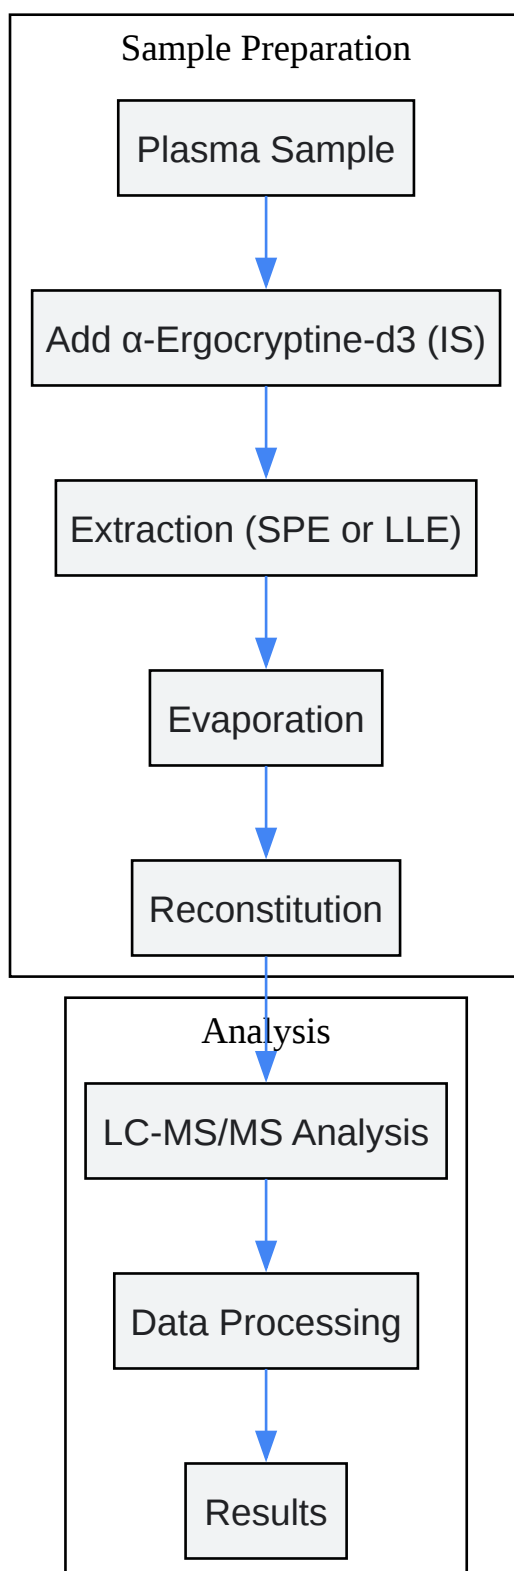 Sample Preparation
Plasma Sample
Add α-Ergocryptine-d3 (IS)
Extraction (SPE or LLE)
Evaporation
Reconstitution
Analysis
LC-MS/MS Analysis
Data Processing
Results